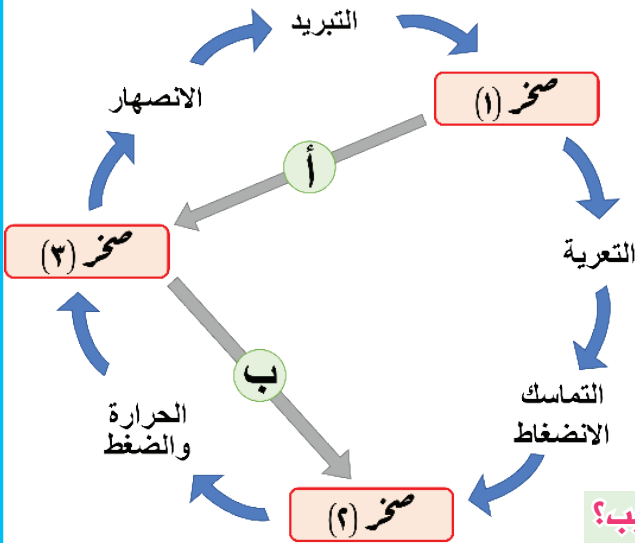 التبريد
صخر (١)
الانصهار
أ
التعرية
صخر (٣)
ب
التماسك
الانضغاط
الحرارة
والضغط
صخر (٢)
ب؟